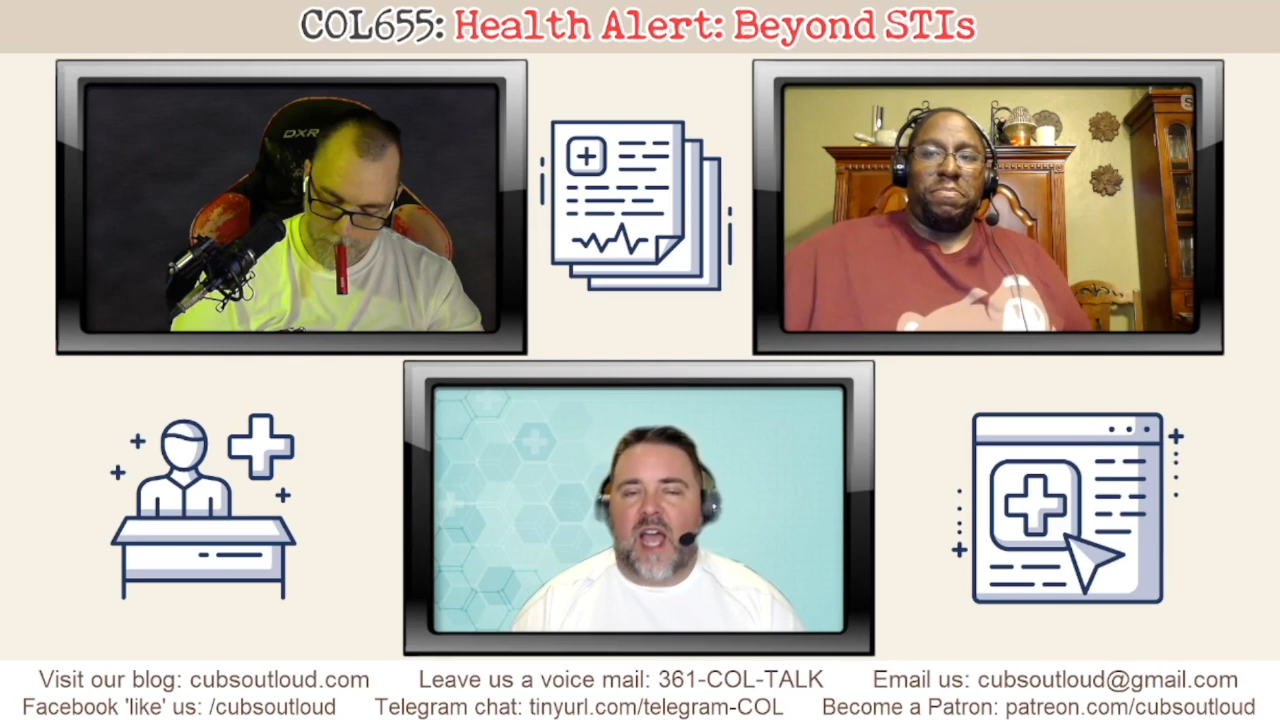 COL655: Health Alert: Beyond STIs
DXR
Visit our blog: cubsoutloud.com Leave us a voice mail: 361-COL-TALK Email us: cubsoutloud@gmail.com
Facebook 'like' us: /cubsoutloud Telegram chat: tinyurl.com/telegram-COL Become a Patron: patreon.com/cubsoutloud